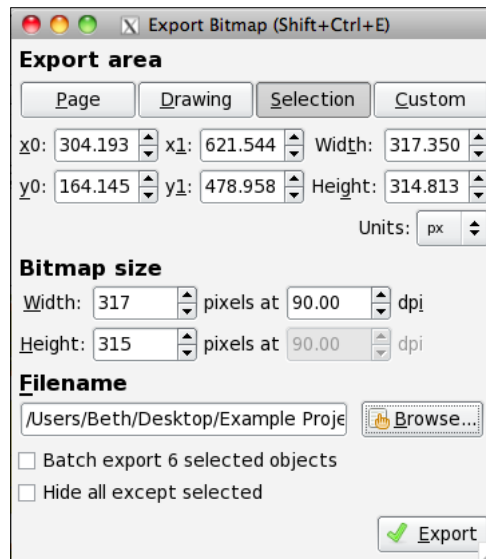 Export Bitmap (Shift+Ctrl+E)
Export area
Page Drawing Selection Custom
x0: 304.193 x1: 621.544 Width: 317.350
y0: 164.145 y1: 478.958 Height: 314.813
Units: px
Bitmap size
Width: 317 pixels at 90.00 dpi
Height: 315 pixels at 90.00 dpi
Filename
/Users/Beth/Desktop/Example Proje Browse...
Batch export 6 selected objects
Hide all except selected
Export